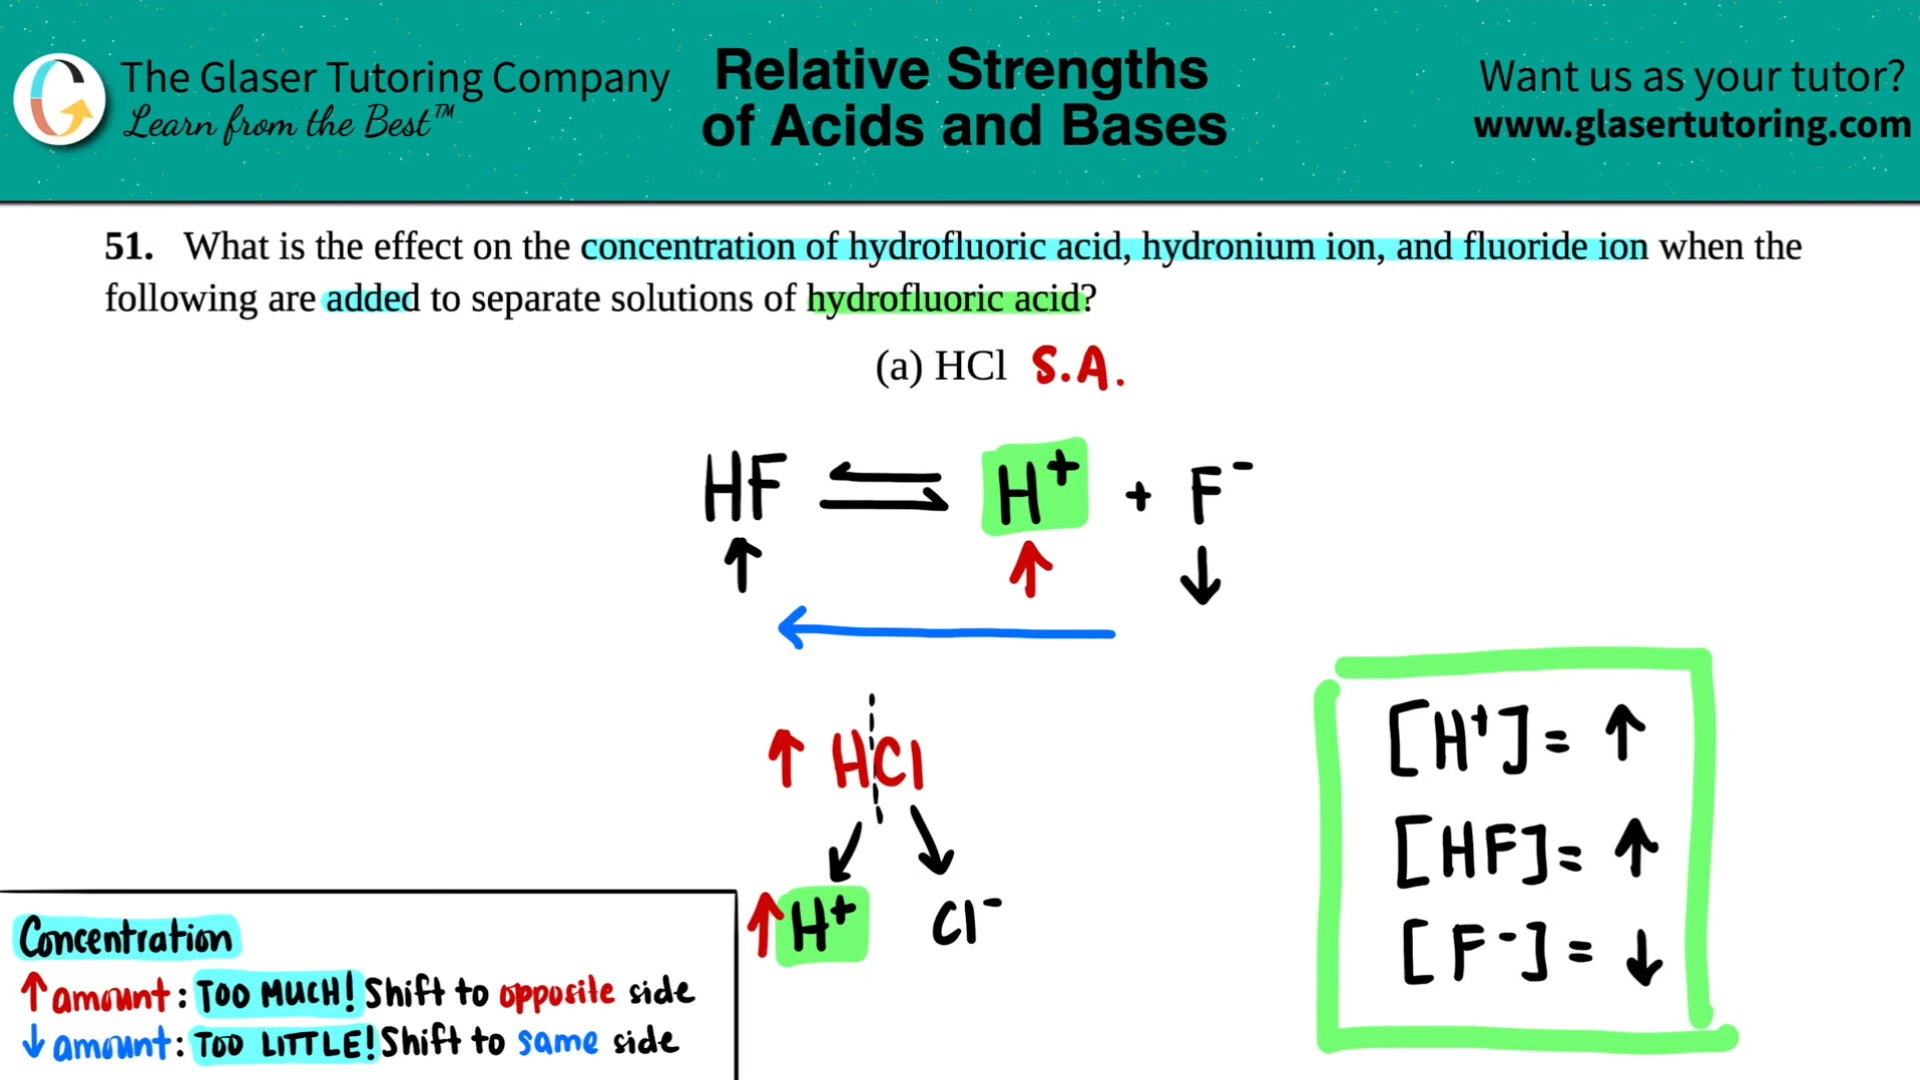 The Glaser Tutoring Company
Learn from the Best™
Relative Strengths
of Acids and Bases
Want us as your tutor?
www.glasertutoring.com
51. What is the effect on the concentration of hydrofluoric acid, hydronium ion, and fluoride ion when the
following are added to separate solutions of hydrofluoric acid?
(a) HCl S.A.
HF ⇌ H⁺ + F⁻
↑ ↑ ↓
←
↑ HCl
↑ H⁺ Cl⁻
[H⁺] = ↑
[HF] = ↑
[F⁻] = ↓
Concentration
↑ amount: TOO MUCH! Shift to opposite side
↓ amount: TOO LITTLE! Shift to same side